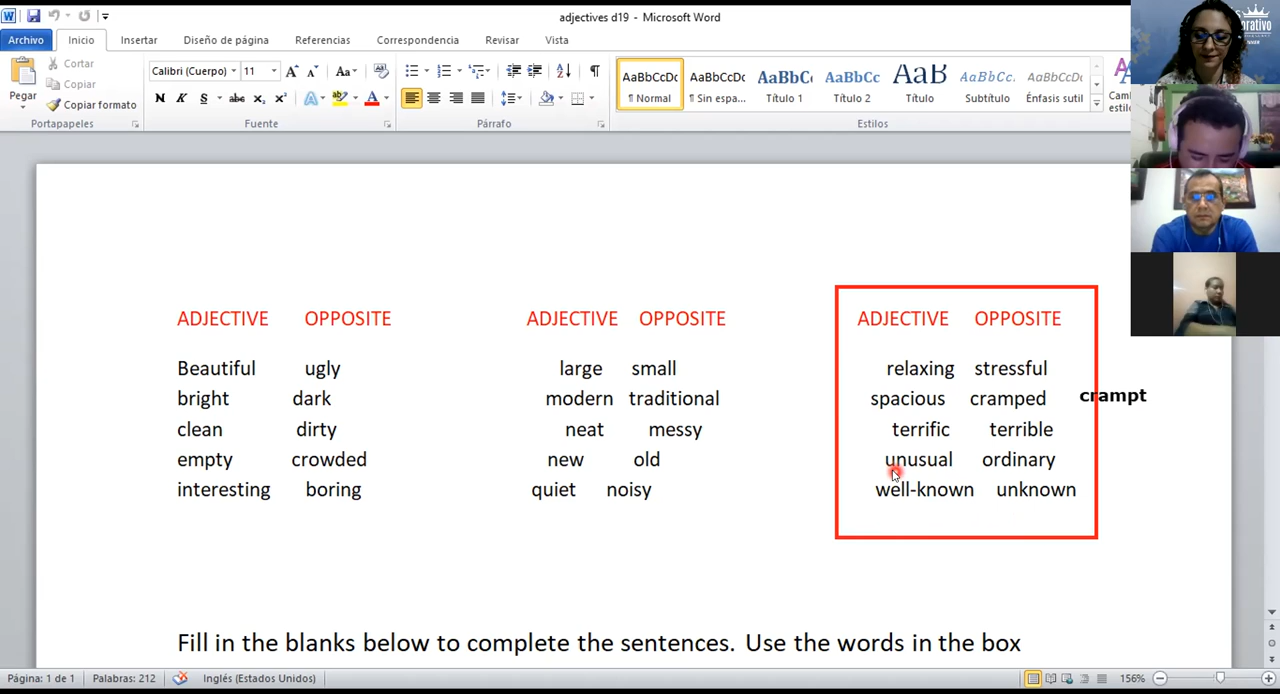 adjectives d19 - Microsoft Word
Archivo Inicio Insertar Diseño de página Referencias Correspondencia Revisar Vista
Pegar
Cortar
Copiar
Copiar formato
Portapapeles
Calibri (Cuerpo) 11
Aa
N K S abc x₂ x²
Fuente
Párrafo
AaBbCcDc AaBbCcDc AaBbCc AaBbCc AaB AaBbCc. AaBbCcDc
¶ Normal ¶ Sin espa... Título 1 Título 2 Título Subtítulo Énfasis sutil
Estilos
ADJECTIVE OPPOSITE
Beautiful ugly
bright dark
clean dirty
empty crowded
interesting boring
ADJECTIVE OPPOSITE
large small
modern traditional
neat messy
new old
quiet noisy
ADJECTIVE OPPOSITE
relaxing stressful
spacious cramped crampt
terrific terrible
unusual ordinary
well-known unknown
Fill in the blanks below to complete the sentences. Use the words in the box
Página: 1 de 1 Palabras: 212 Inglés (Estados Unidos) 156%